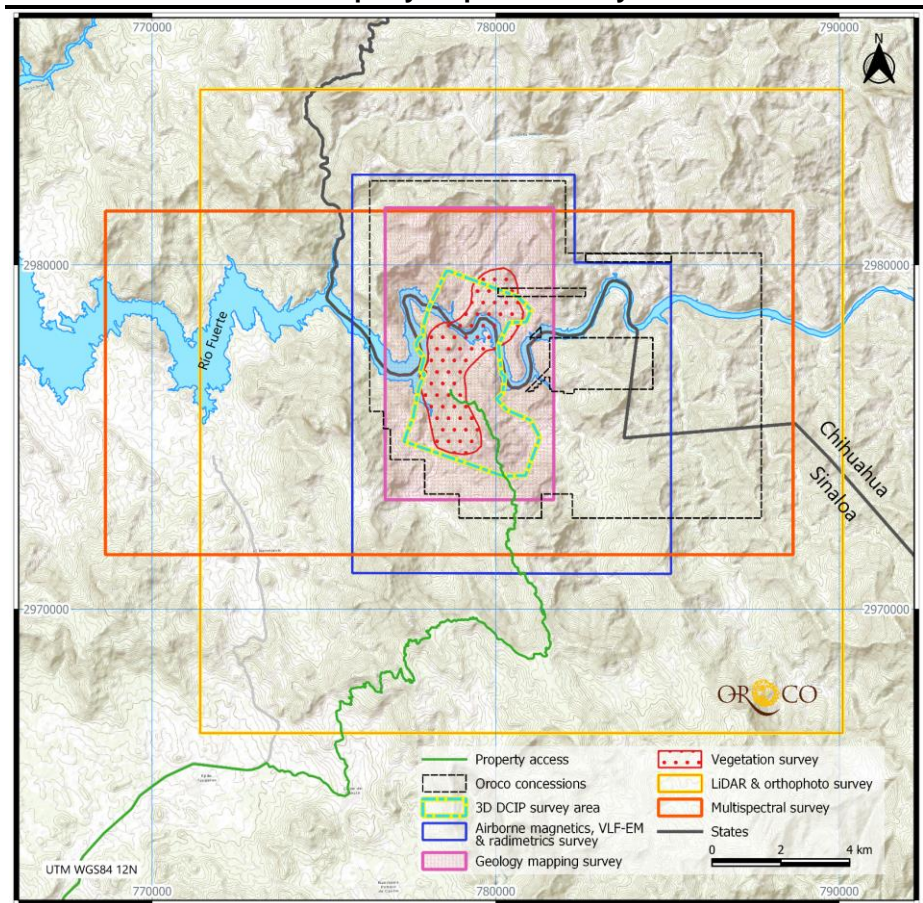 770000
780000
790000
N
2980000
2980000
Río Fuerte
Chihuahua
Sinaloa
2970000
2970000
OROCO
Property access
Oroco concessions
3D DCIP survey area
Airborne magnetics, VLF-EM
& radimetrics survey
Geology mapping survey
Vegetation survey
LiDAR & orthophoto survey
Multispectral survey
States
0 2 4 km
UTM WGS84 12N
770000
780000
790000